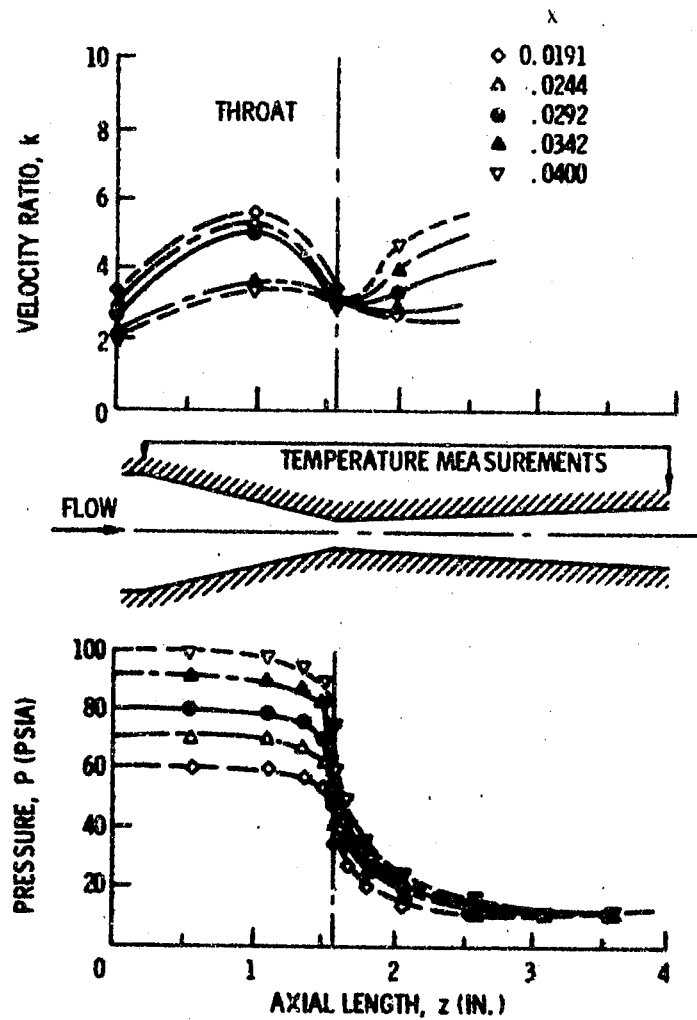 x
0.0191
.0244
.0292
.0342
.0400
10
8
6
4
2
0
VELOCITY RATIO, k
THROAT
TEMPERATURE MEASUREMENTS
FLOW
100
80
60
40
20
0 1 2 3 4
PRESSURE, P (PSIA)
AXIAL LENGTH, z (IN.)